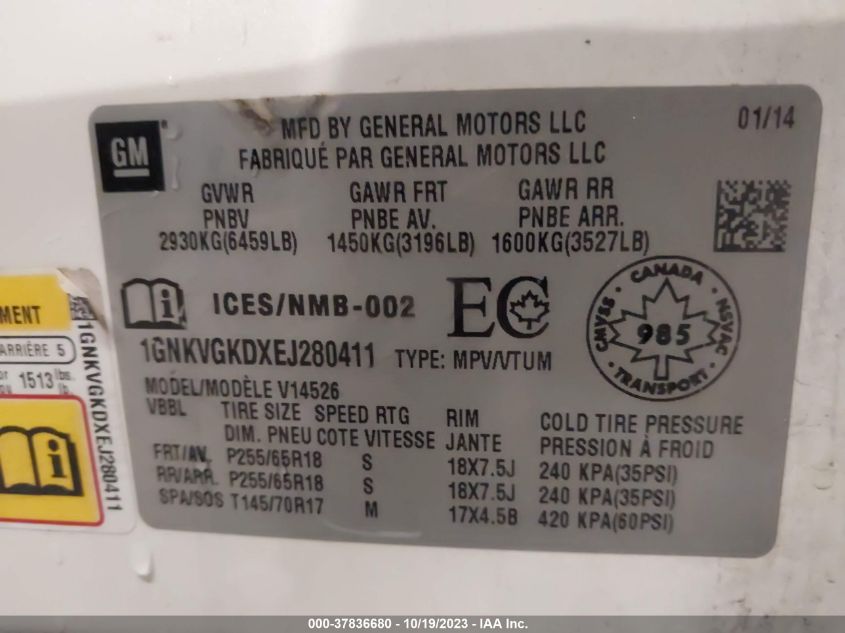 GM
MFD BY GENERAL MOTORS LLC
01/14
FABRIQUÉ PAR GENERAL MOTORS LLC
GVWR GAWR FRT GAWR RR
PNBV PNBE AV. PNBE ARR.
2930KG(6459LB) 1450KG(3196LB) 1600KG(3527LB)
ICES/NMB-002 EC
CANADA
CMVSS 985 NSVAC
TRANSPORT
1GNKVGKDXEJ280411 TYPE: MPV/VTUM
MODEL/MODÈLE V14526
VBBL TIRE SIZE SPEED RTG RIM COLD TIRE PRESSURE
DIM. PNEU COTE VITESSE JANTE PRESSION À FROID
FRT/AV. P255/65R18 S 18X7.5J 240 KPA(35PSI)
RR/ARR. P255/65R18 S 18X7.5J 240 KPA(35PSI)
SPA/SOS T145/70R17 M 17X4.5B 420 KPA(60PSI)
MENT
ARRIÉRE 5
or 1513 lbs.
lb.
1GNKVGKDXEJ280411
000-37836680 - 10/19/2023 - IAA Inc.